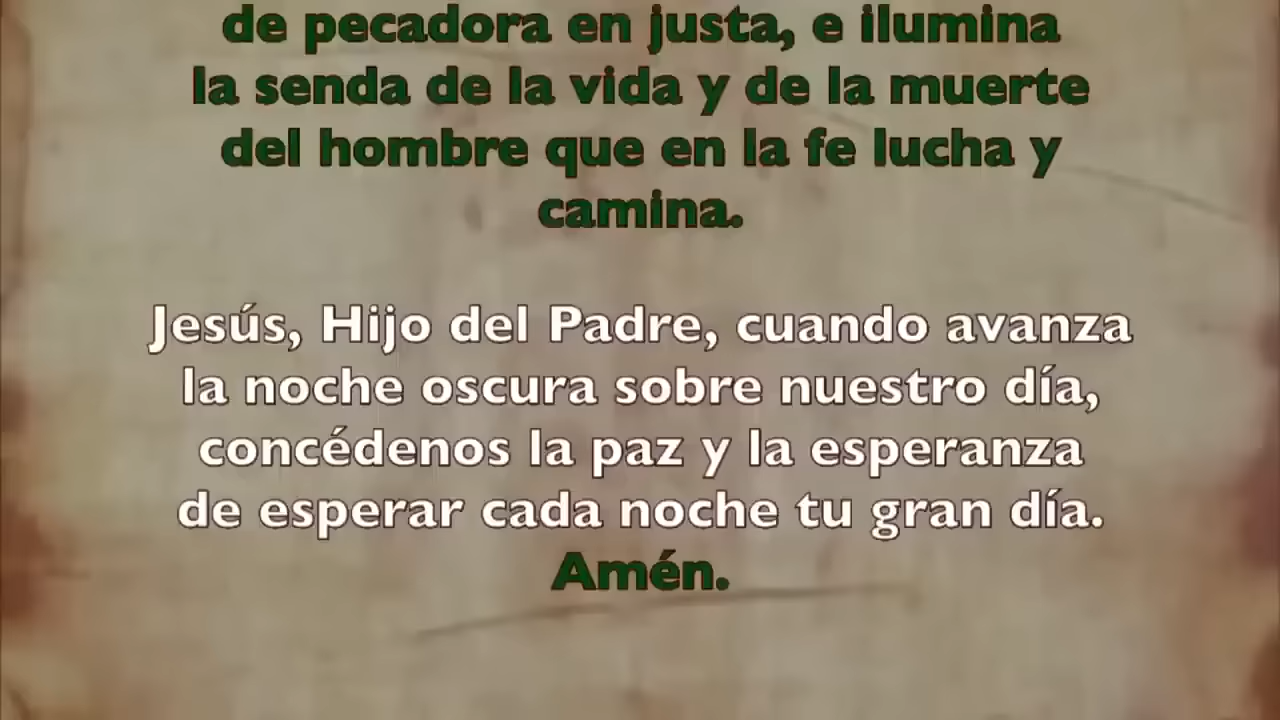 de pecadora en justa, e ilumina
la senda de la vida y de la muerte
del hombre que en la fe lucha y
camina.
Jesús, Hijo del Padre, cuando avanza
la noche oscura sobre nuestro día,
concédenos la paz y la esperanza
de esperar cada noche tu gran día.
Amén.